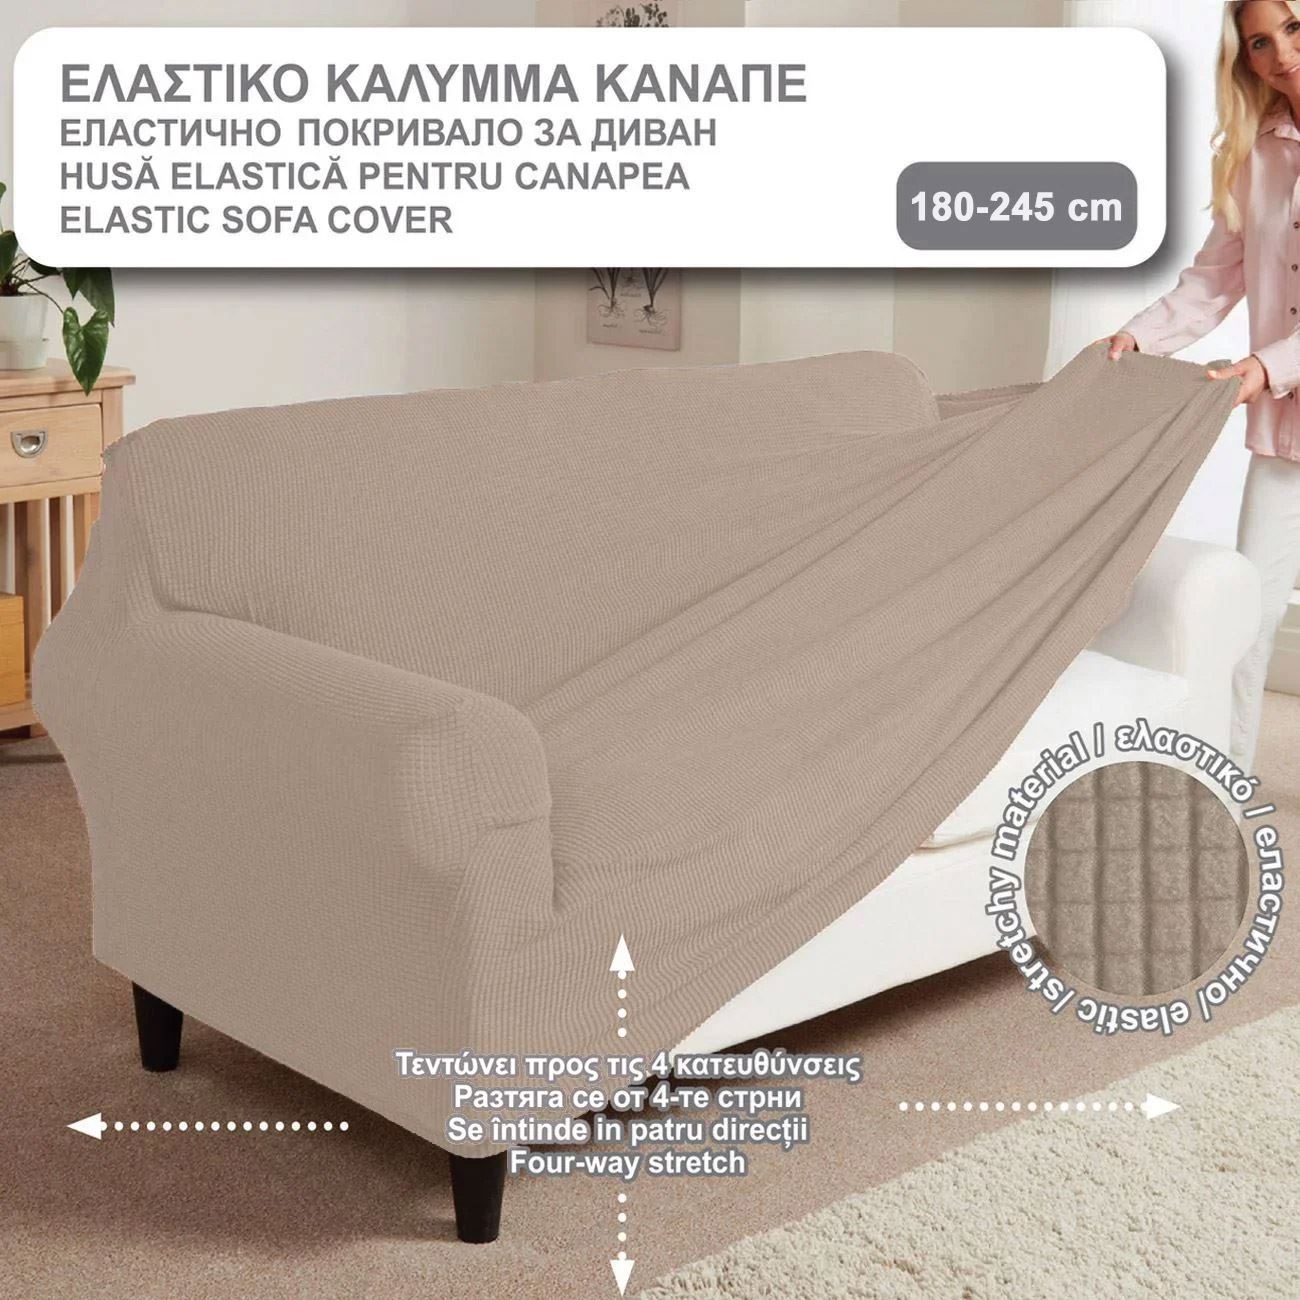 ΕΛΑΣΤΙΚΟ ΚΑΛΥΜΜΑ ΚΑΝΑΠΕ
ЕЛАСТИЧНО ПОКРИВАЛО ЗА ДИВАН
HUSĂ ELASTICĂ PENTRU CANAPEA
ELASTIC SOFA COVER
180-245 cm
stretchy material / ελαστικό / еластично/ elastic /
Τεντώνει προς τις 4 κατευθύνσεις
Разтяга се от 4-те стрни
Se întinde în patru direcții
Four-way stretch